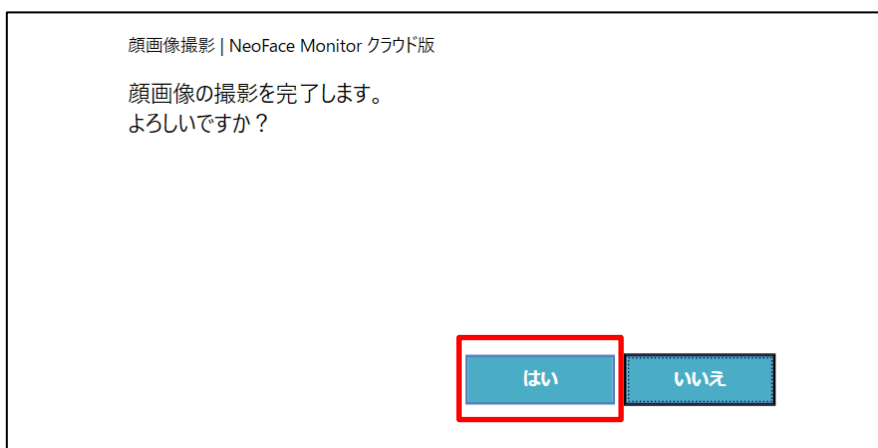 顔画像撮影 | NeoFace Monitor クラウド版
顔画像の撮影を完了します。
よろしいですか？
はい
いいえ